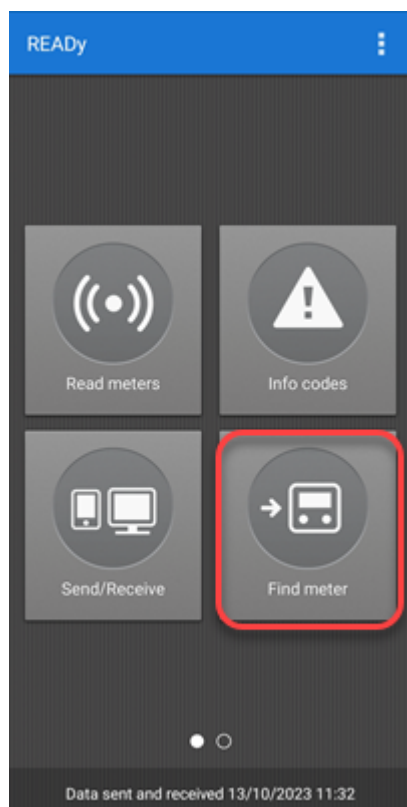 READy
Read meters
Info codes
Send/Receive
Find meter
Data sent and received 13/10/2023 11:32